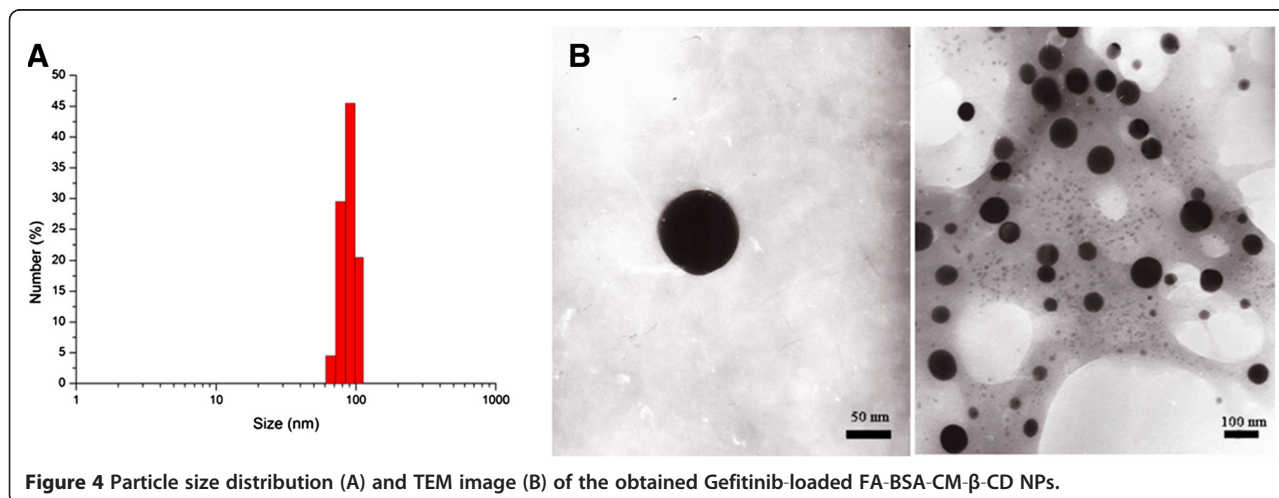 A
50
45
40
35
30
25
20
15
10
5
0
Number (%)
1
10
100
1000
Size (nm)
B
50 nm
100 nm
Figure 4 Particle size distribution (A) and TEM image (B) of the obtained Gefitinib-loaded FA-BSA-CM-β-CD NPs.